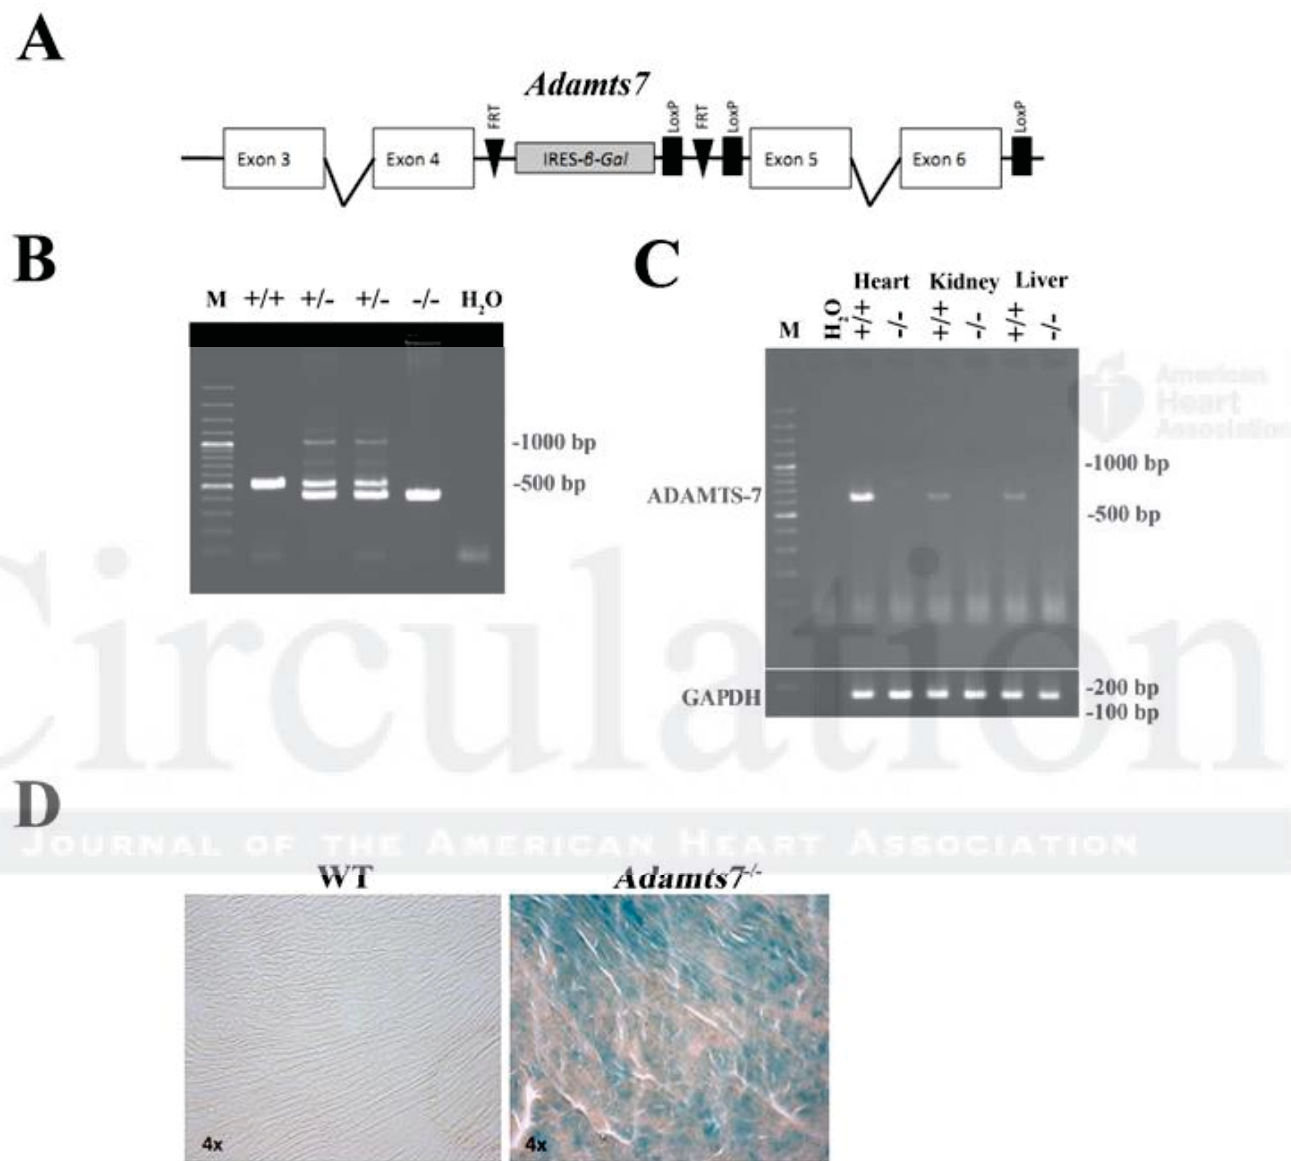 A
Adamts7
FRT
LoxP
FRT
LoxP
LoxP
Exon 3
Exon 4
IRES-β-Gal
Exon 5
Exon 6
B
M +/+ +/- +/- -/- H₂O
-1000 bp
-500 bp
C
Heart Kidney Liver
M H₂O +/+ -/- +/+ -/- +/+ -/-
American
Heart
Association
-1000 bp
ADAMTS-7
-500 bp
GAPDH
-200 bp
-100 bp
Circulation
D
JOURNAL OF THE AMERICAN HEART ASSOCIATION
WT Adamts7-/-
4x 4x